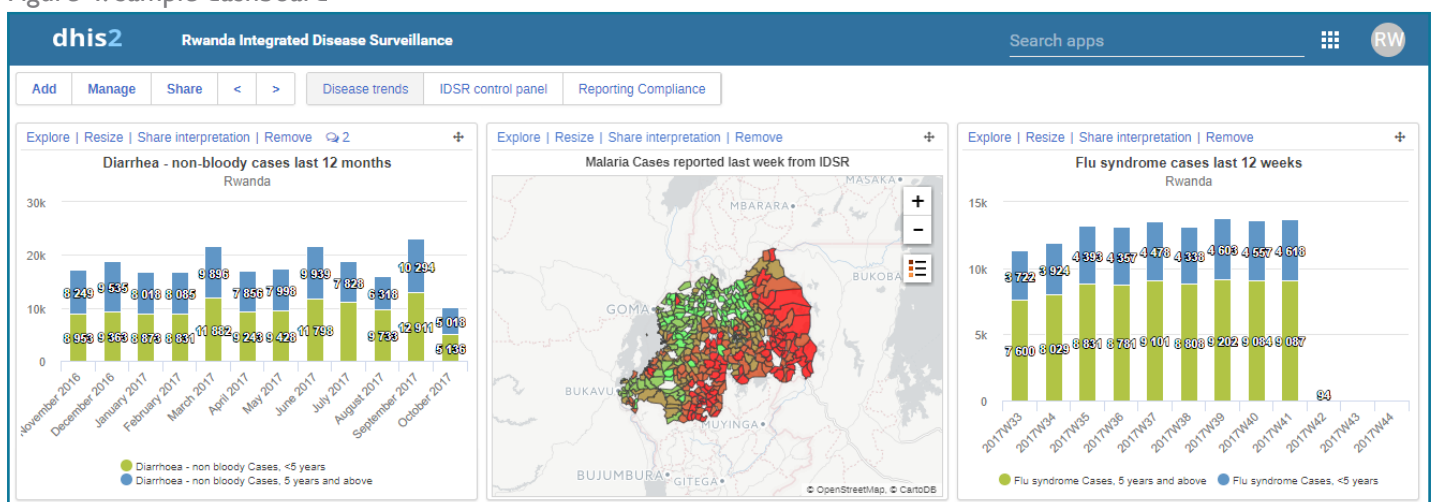 dhis2 Rwanda Integrated Disease Surveillance Search apps RW
Add Manage Share < > Disease trends IDSR control panel Reporting Compliance
Explore | Resize | Share interpretation | Remove 2
Diarrhea - non-bloody cases last 12 months
Rwanda
30k
20k
10k
0
8 249 9 535 8 018 8 085 9 896 7 856 7 998 9 939 7 828 6 318 10 294 5 018
8 953 9 363 8 873 8 831 11 882 9 243 9 428 11 798 9 733 12 911 5 136
November 2016 December 2016 January 2017 February 2017 March 2017 April 2017 May 2017 June 2017 July 2017 August 2017 September 2017 October 2017
Diarrhoea - non bloody Cases, <5 years
Diarrhoea - non bloody Cases, 5 years and above
Explore | Resize | Share interpretation | Remove
Malaria Cases reported last week from IDSR
MASAKA
MBARARA
+
−
BUKOBA
GOMA
BUKAVU
MUYINGA
BUJUMBURA
GITEGA
© OpenStreetMap, © CartoDB
Explore | Resize | Share interpretation | Remove
Flu syndrome cases last 12 weeks
Rwanda
15k
10k
5k
0
3 722 3 924 4 393 4 357 4 478 4 338 4 603 4 557 4 618
7 600 8 029 8 831 8 781 9 101 8 808 9 202 9 084 9 087 94
2017W33 2017W34 2017W35 2017W36 2017W37 2017W38 2017W39 2017W40 2017W41 2017W42 2017W43 2017W44
Flu syndrome Cases, 5 years and above Flu syndrome Cases, <5 years